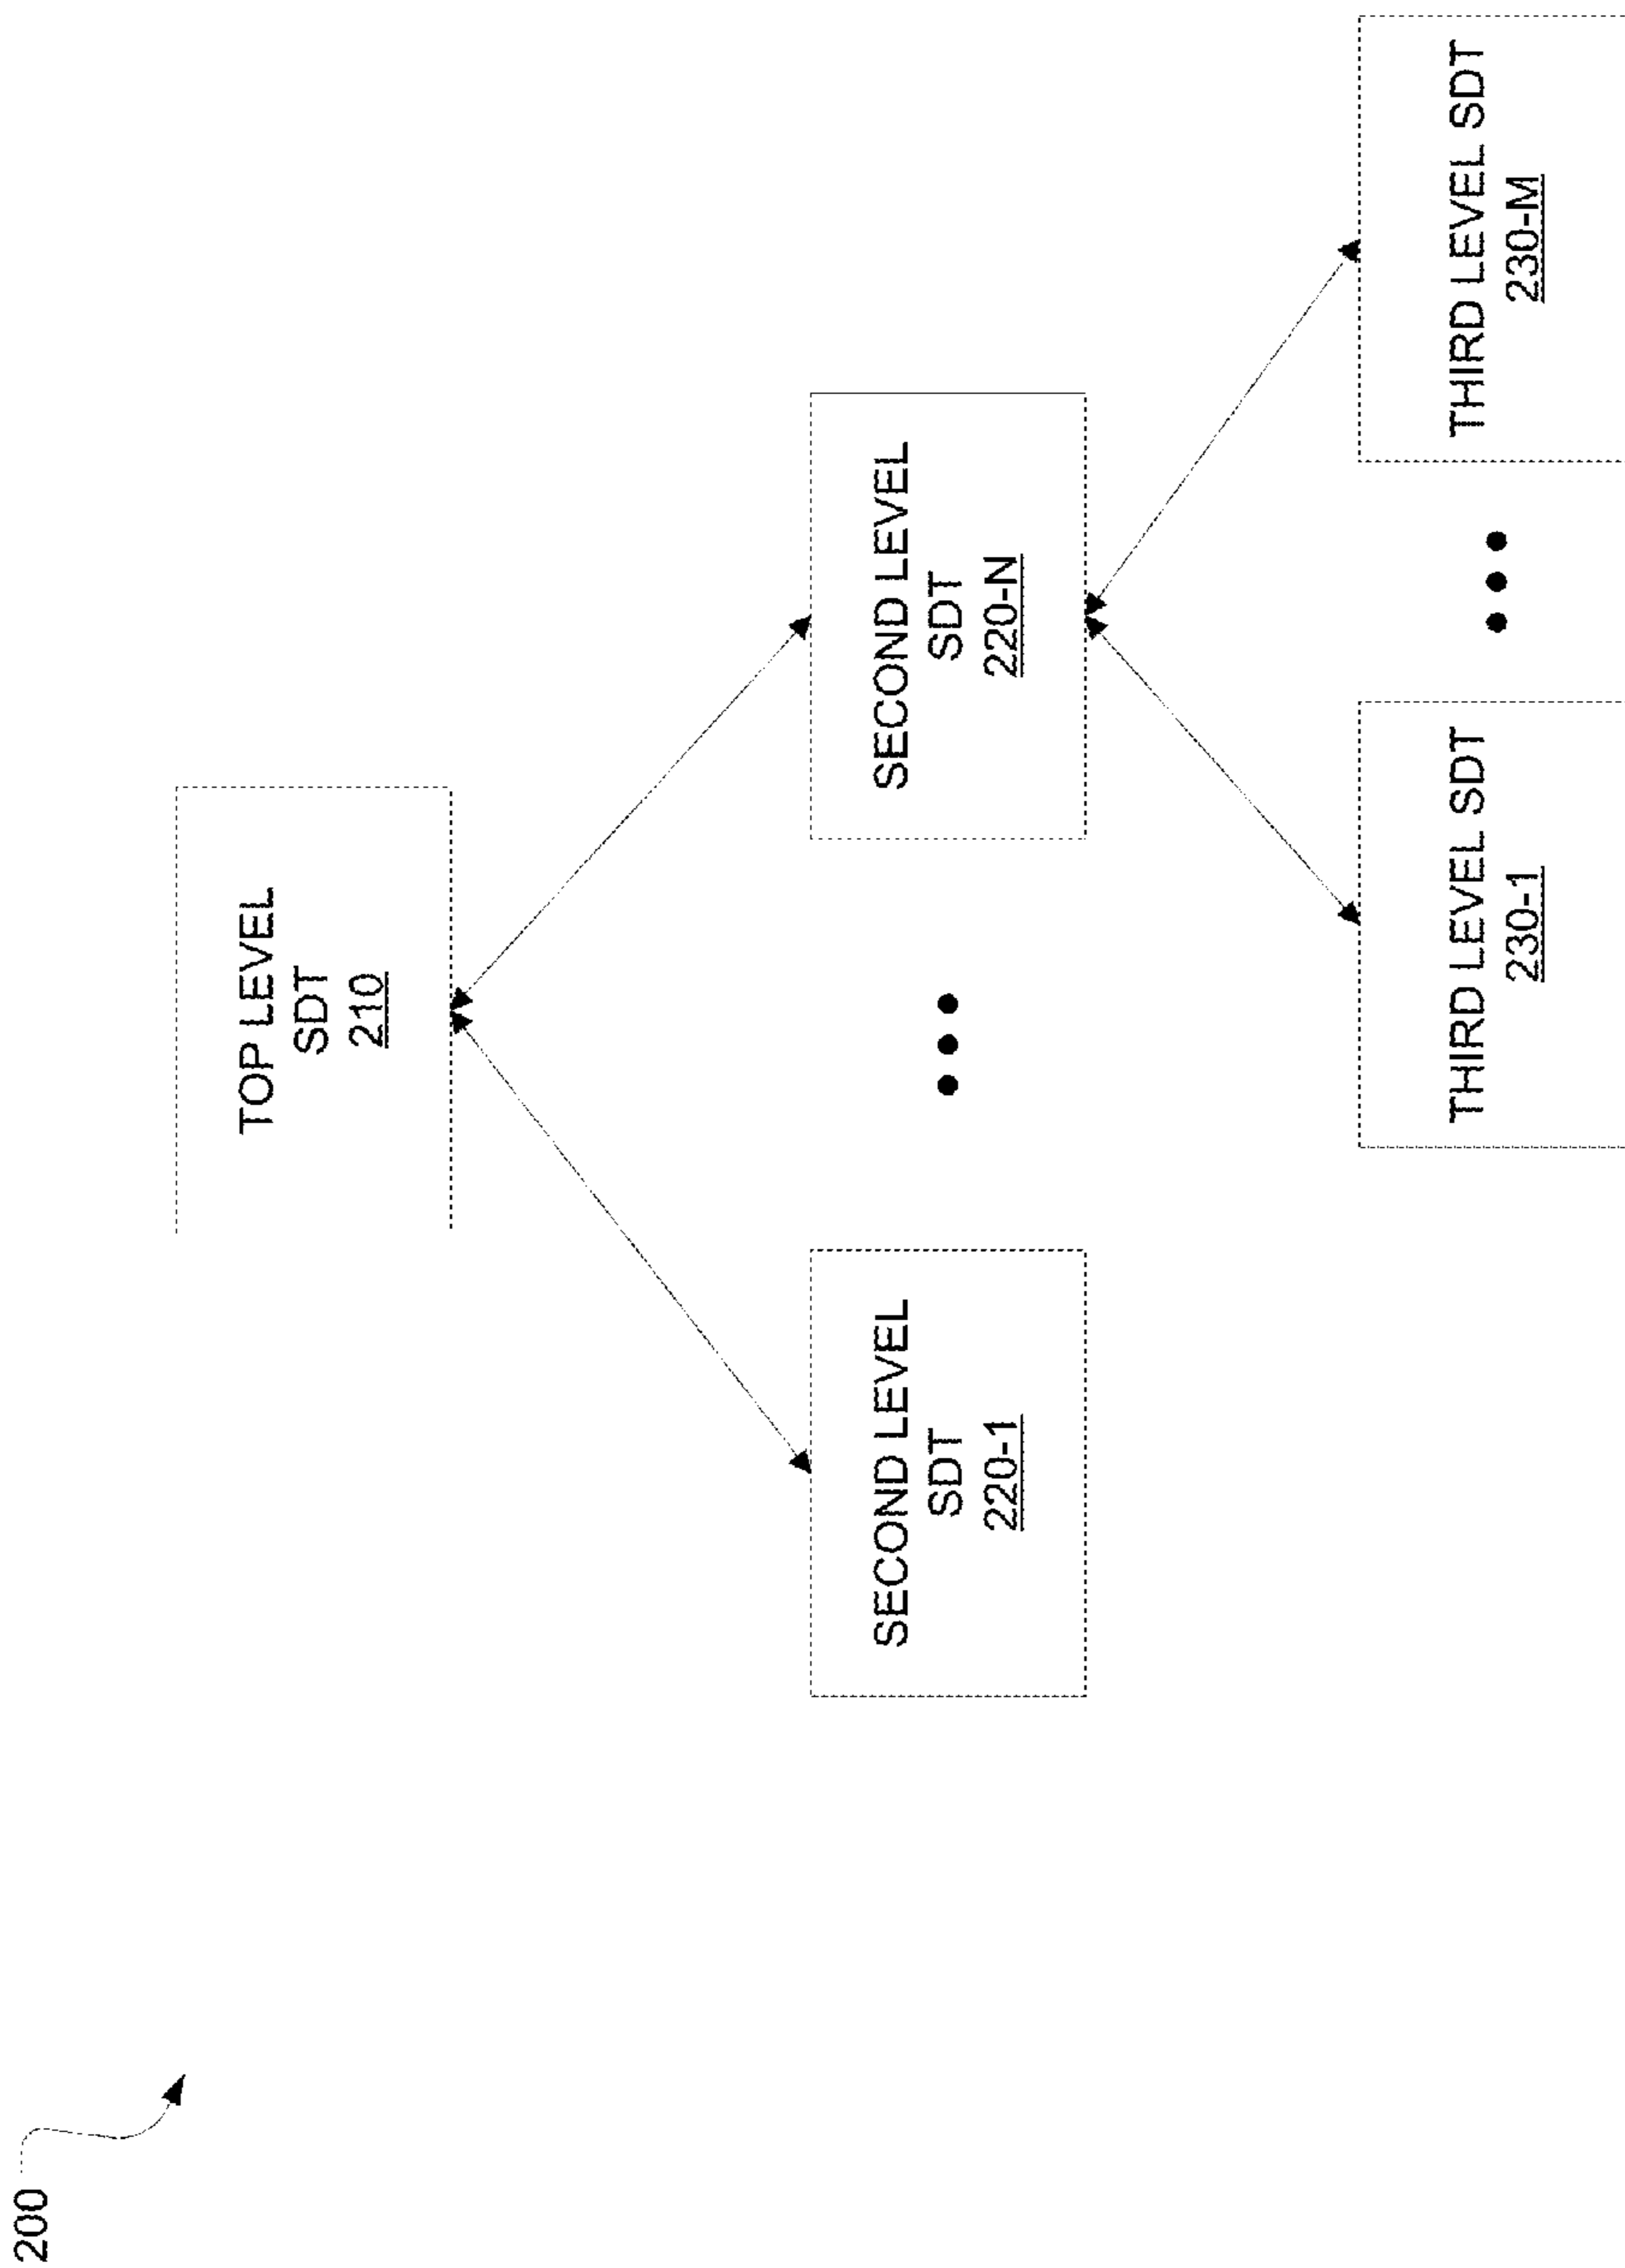 200
TOP LEVEL
SDT
210
SECOND LEVEL
SDT
220-1
SECOND LEVEL
SDT
220-N
THIRD LEVEL SDT
230-1
THIRD LEVEL SDT
230-M